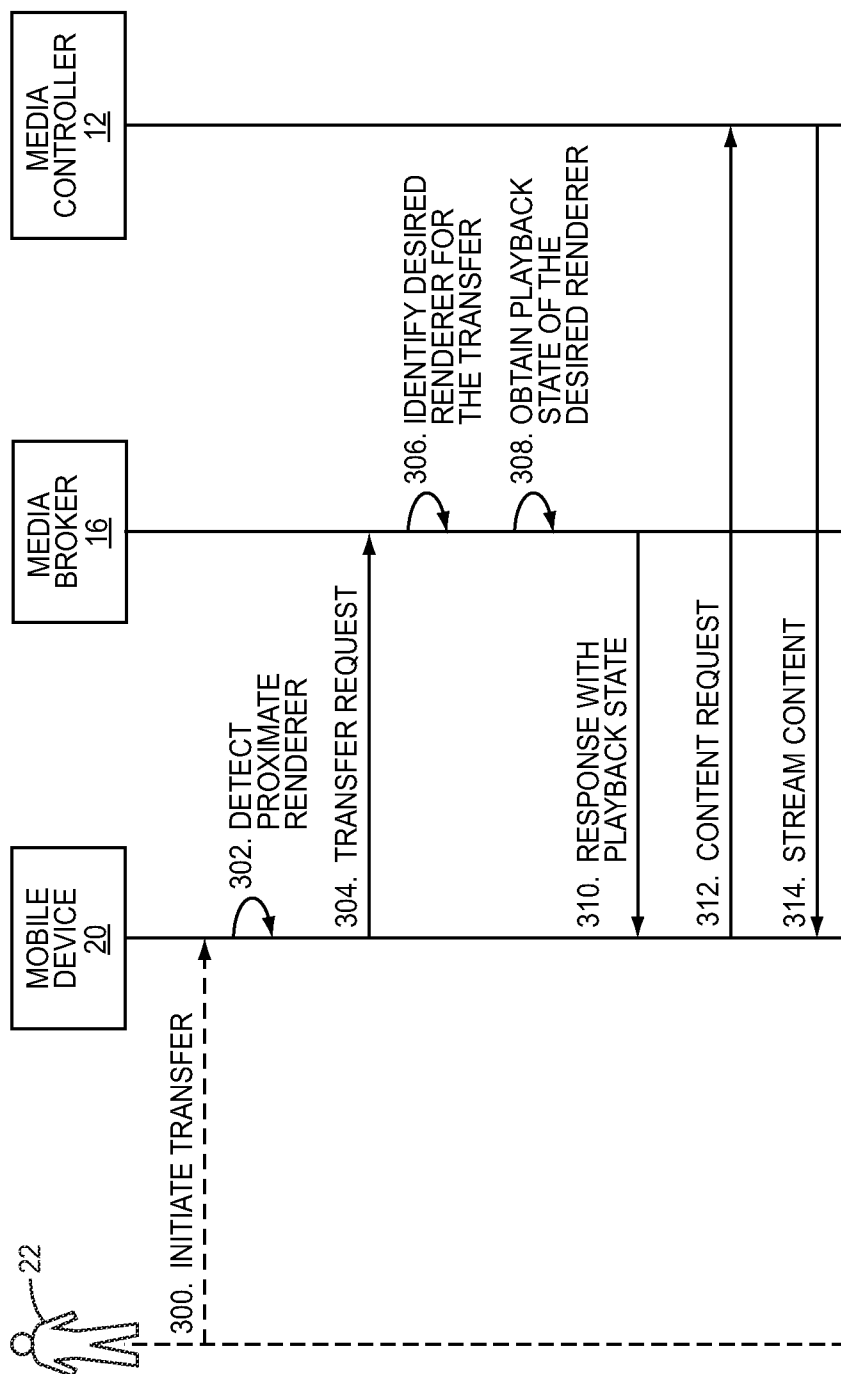 22
MOBILE
DEVICE
20
MEDIA
BROKER
16
MEDIA
CONTROLLER
12
300. INITIATE TRANSFER
302. DETECT
PROXIMATE
RENDERER
304. TRANSFER REQUEST
306. IDENTIFY DESIRED
RENDERER FOR
THE TRANSFER
308. OBTAIN PLAYBACK
STATE OF THE
DESIRED RENDERER
310. RESPONSE WITH
PLAYBACK STATE
312. CONTENT REQUEST
314. STREAM CONTENT